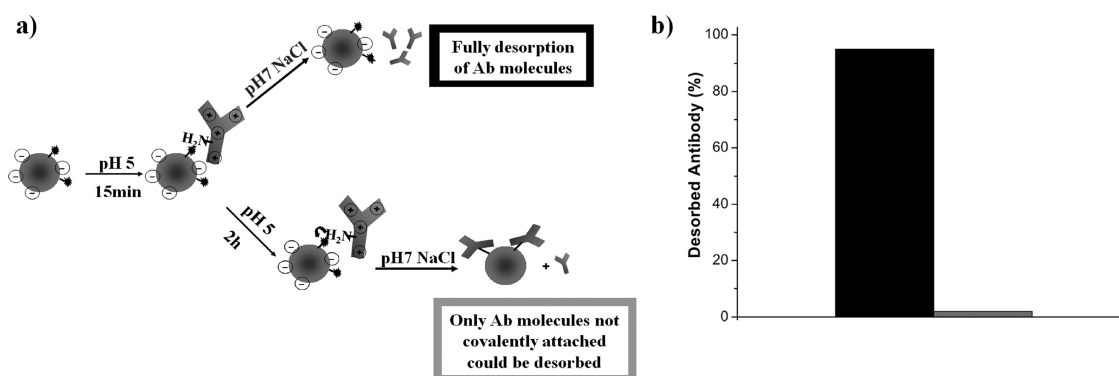 a)
pH7 NaCl
Fully desorption
of Ab molecules
H₂N
pH 5
15min
pH 5
2h
H₂N
pH7 NaCl
+
Only Ab molecules not
covalently attached
could be desorbed
b)
Desorbed Antibody (%)
100
80
60
40
20
0